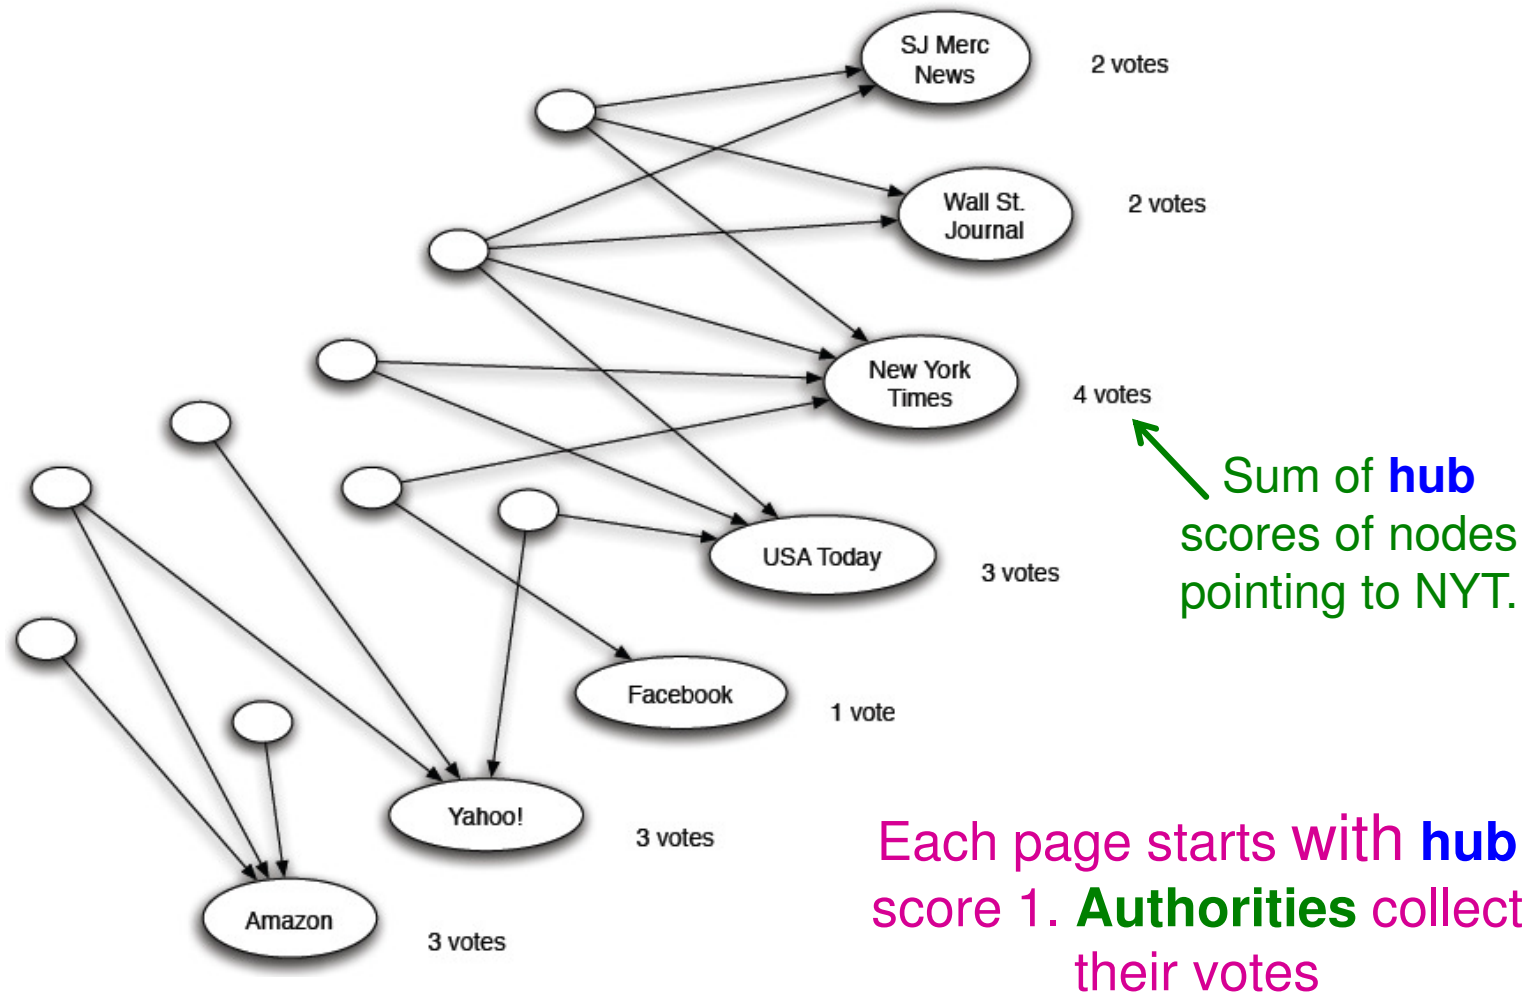 SJ Merc
News
2 votes
Wall St.
Journal
2 votes
New York
Times
4 votes
Sum of hub
scores of nodes
pointing to NYT.
USA Today
3 votes
Facebook
1 vote
Yahoo!
3 votes
Amazon
3 votes
Each page starts with hub
score 1. Authorities collect
their votes